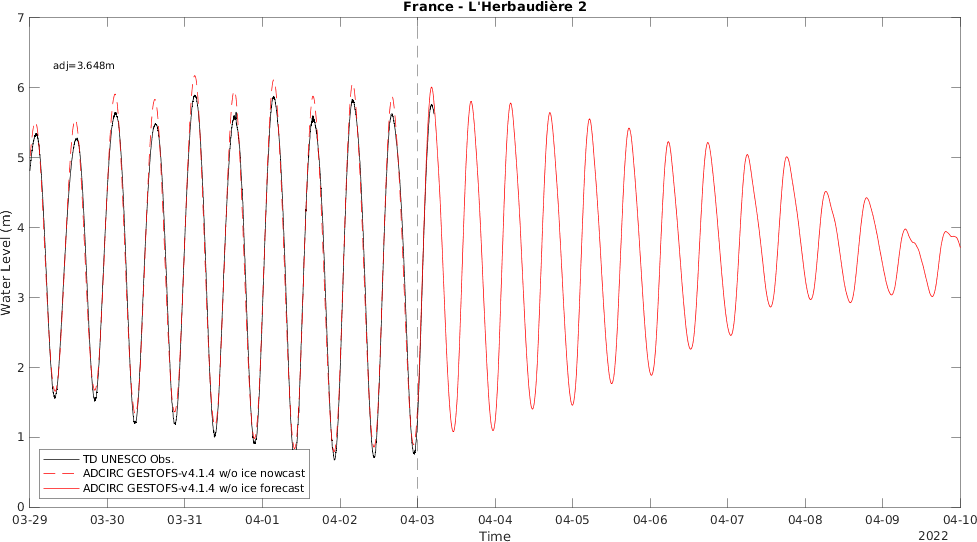 France - L'Herbaudière 2
adj=3.648m
Water Level (m)
7
6
5
4
3
2
1
0
TD UNESCO Obs.
ADCIRC GESTOFS-v4.1.4 w/o ice nowcast
ADCIRC GESTOFS-v4.1.4 w/o ice forecast
03-29 03-30 03-31 04-01 04-02 04-03 04-04 04-05 04-06 04-07 04-08 04-09 04-10
Time
2022